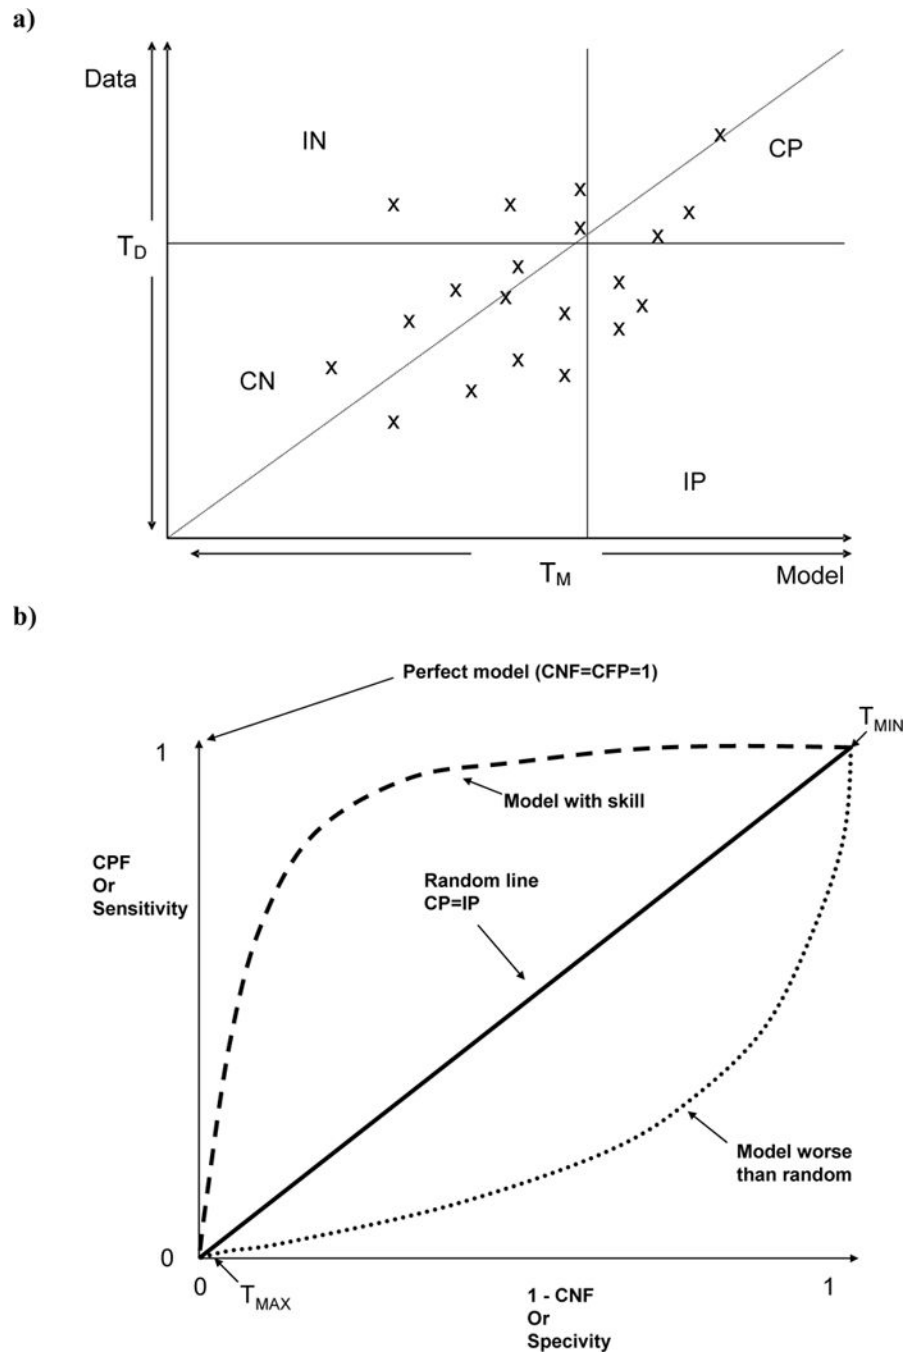 a)
Data
IN
CP
T_D
CN
IP
T_M
Model
b)
Perfect model (CNF=CFP=1)
T_MIN
1
Model with skill
CPF
Or
Sensitivity
Random line
CP=IP
Model worse
than random
0
0
T_MAX
1
1 - CNF
Or
Specivity